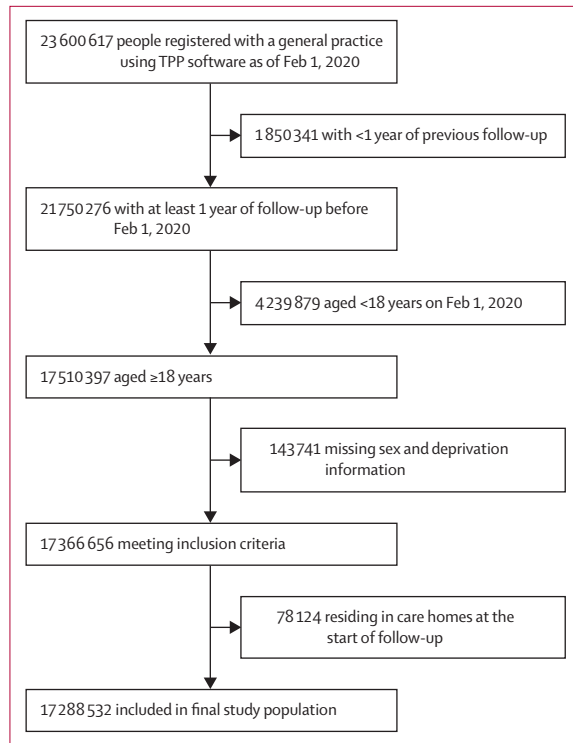 23 600 617 people registered with a general practice
using TPP software as of Feb 1, 2020
1 850 341 with <1 year of previous follow-up
21 750 276 with at least 1 year of follow-up before
Feb 1, 2020
4 239 879 aged <18 years on Feb 1, 2020
17 510 397 aged ≥18 years
143 741 missing sex and deprivation
information
17 366 656 meeting inclusion criteria
78 124 residing in care homes at the
start of follow-up
17 288 532 included in final study population